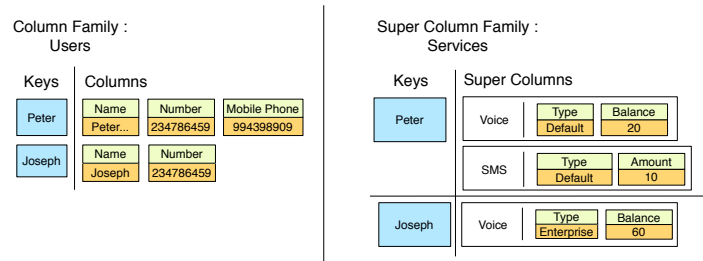 Column Family :
Users
Keys
Columns
Peter
Name
Number
Mobile Phone
Peter...
234786459
994398909
Joseph
Name
Number
Joseph
234786459
Super Column Family :
Services
Keys
Super Columns
Peter
Voice
Type
Balance
Default
20
SMS
Type
Amount
Default
10
Joseph
Voice
Type
Balance
Enterprise
60